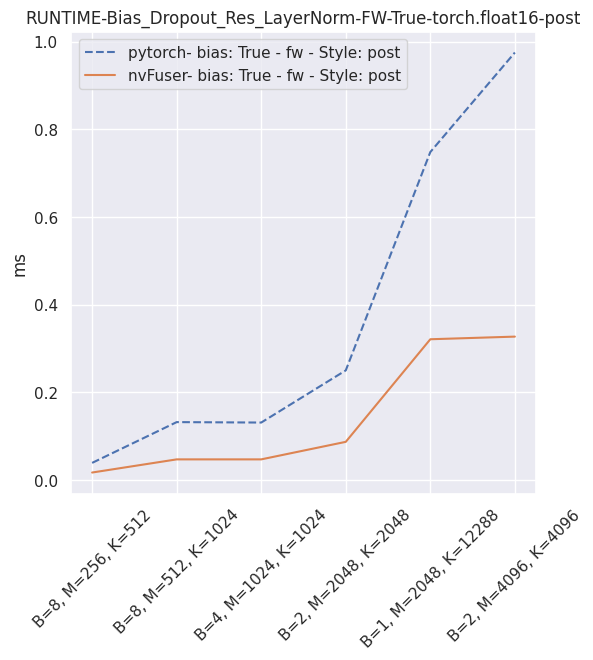 RUNTIME-Bias_Dropout_Res_LayerNorm-FW-True-torch.float16-post
pytorch- bias: True - fw - Style: post
nvFuser- bias: True - fw - Style: post
1.0
0.8
0.6
0.4
0.2
0.0
ms
B=8, M=256, K=512
B=8, M=512, K=1024
B=4, M=1024, K=1024
B=2, M=2048, K=2048
B=1, M=2048, K=12288
B=2, M=4096, K=4096